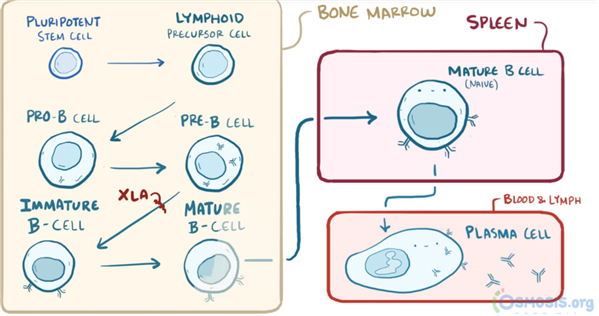 PLURIPOTENT
STEM CELL
LYMPHOID
PRECURSOR CELL
BONE MARROW
PRO-B CELL
PRE-B CELL
XLA
IMMATURE
B-CELL
MATURE
B-CELL
SPLEEN
MATURE B CELL
(NAIVE)
BLOOD & LYMPH
PLASMA CELL
OSMOSIS.org